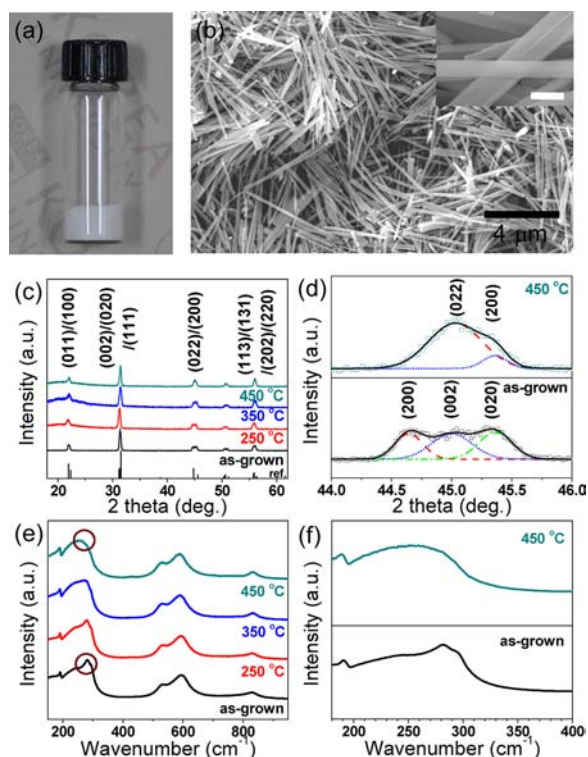 (a)
(b)
4 μm
(c)
(011)/(100)
(002)/(020)
/(111)
(022)/(200)
(113)/(131)
/(202)/(220)
450 °C
350 °C
250 °C
as-grown
ref.
Intensity (a.u.)
20 30 40 50 60
2 theta (deg.)
(d)
450 °C
(022)
(200)
as-grown
(200)
(002)
(020)
Intensity (a.u.)
44.0 44.5 45.0 45.5 46.0
2 theta (deg.)
(e)
450 °C
350 °C
250 °C
as-grown
Intensity (a.u.)
200 400 600 800
Wavenumber (cm⁻¹)
(f)
450 °C
as-grown
Intensity (a.u.)
200 250 300 350 400
Wavenumber (cm⁻¹)